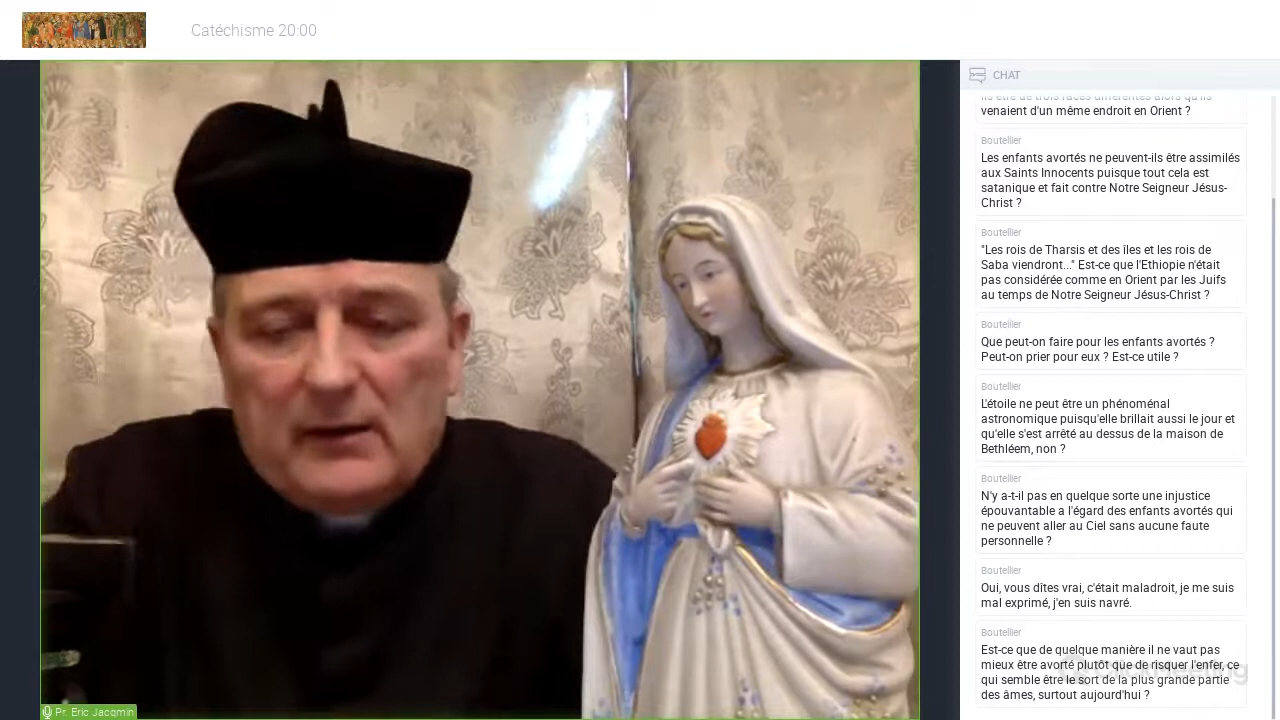 Catéchisme 20:00
CHAT
ils être de trois races différentes alors qu'ils
venaient d'un même endroit en Orient ?
Boutellier
Les enfants avortés ne peuvent-ils être assimilés
aux Saints Innocents puisque tout cela est
satanique et fait contre Notre Seigneur Jésus-
Christ ?
Boutellier
"Les rois de Tharsis et des îles et les rois de
Saba viendront..." Est-ce que l'Ethiopie n'était
pas considérée comme en Orient par les Juifs
au temps de Notre Seigneur Jésus-Christ ?
Boutellier
Que peut-on faire pour les enfants avortés ?
Peut-on prier pour eux ? Est-ce utile ?
Boutellier
L'étoile ne peut être un phénoménal
astronomique puisqu'elle brillait aussi le jour et
qu'elle s'est arrêté au dessus de la maison de
Bethléem, non ?
Boutellier
N'y a-t-il pas en quelque sorte une injustice
épouvantable a l'égard des enfants avortés qui
ne peuvent aller au Ciel sans aucune faute
personnelle ?
Boutellier
Oui, vous dîtes vrai, c'était maladroit, je me suis
mal exprimé, j'en suis navré.
Boutellier
Est-ce que de quelque manière il ne vaut pas
mieux être avorté plutôt que de risquer l'enfer, ce
qui semble être le sort de la plus grande partie
des âmes, surtout aujourd'hui ?
Pr. Eric Jacqmin